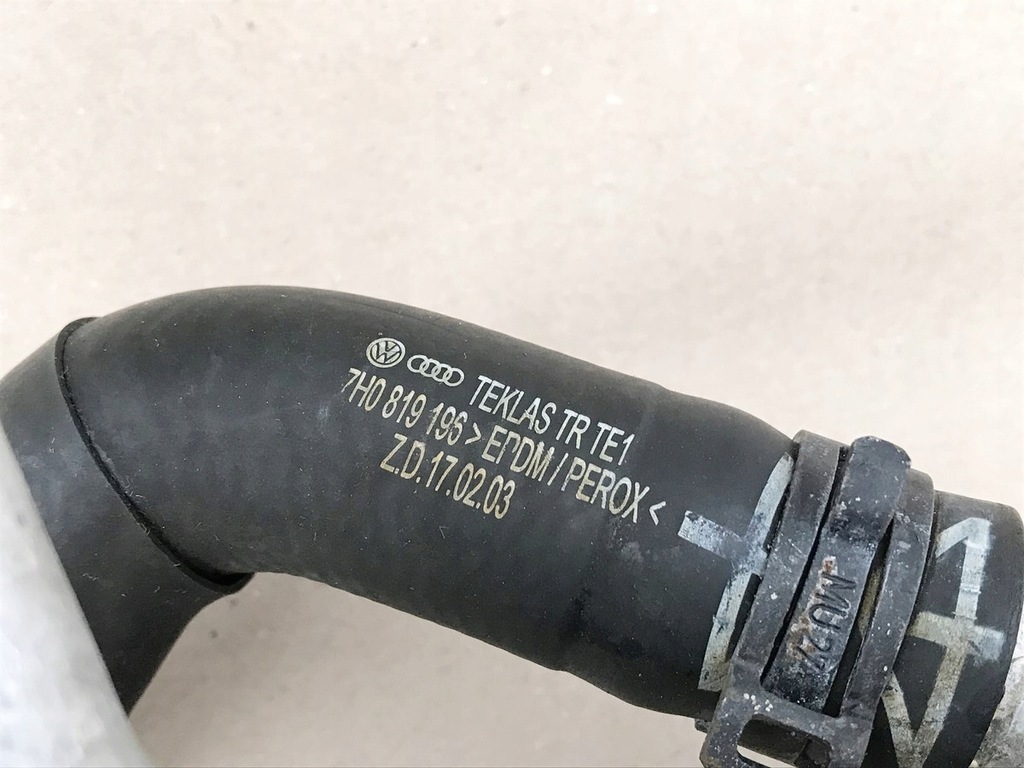 TEKLAS TR TE1
7H0 819 196 > EPDM / PEROX <
Z.D.17.02.03